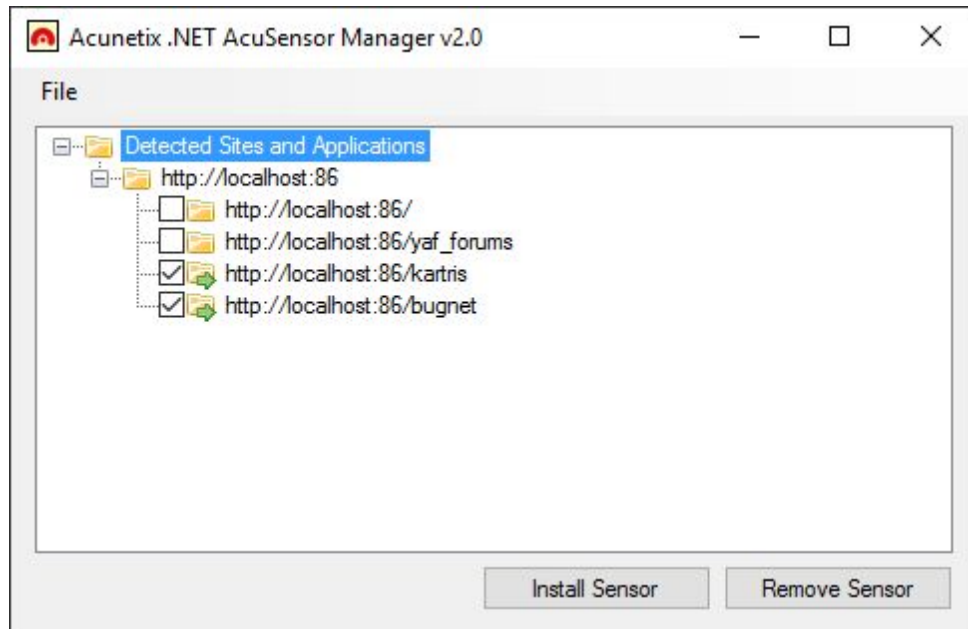 Acunetix .NET AcuSensor Manager v2.0
File
Detected Sites and Applications
http://localhost:86
http://localhost:86/
http://localhost:86/yaf_forums
http://localhost:86/kartris
http://localhost:86/bugnet
Install Sensor Remove Sensor